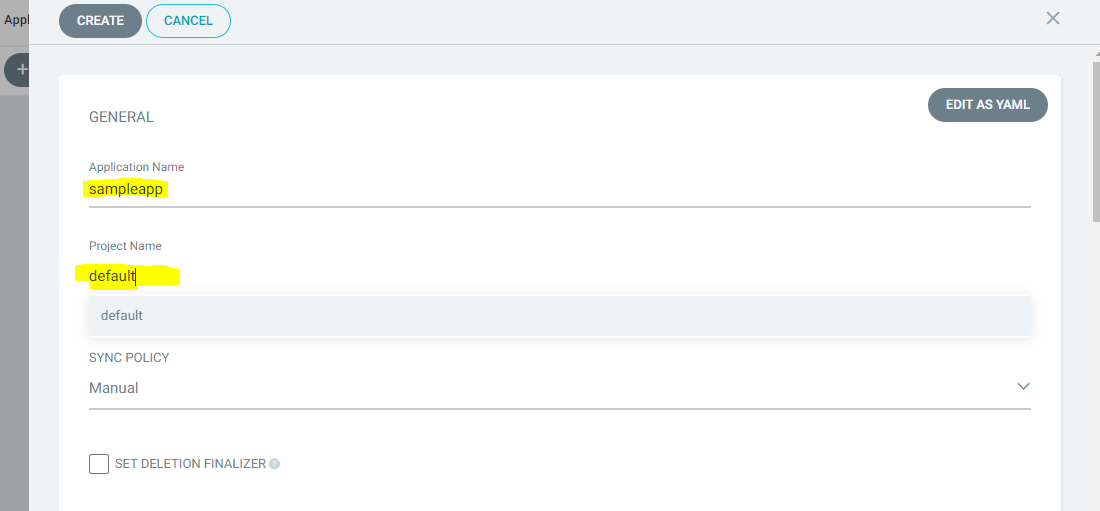 Appl
CREATE
CANCEL
+
GENERAL
EDIT AS YAML
Application Name
sampleapp
Project Name
default
default
SYNC POLICY
Manual
SET DELETION FINALIZER ?